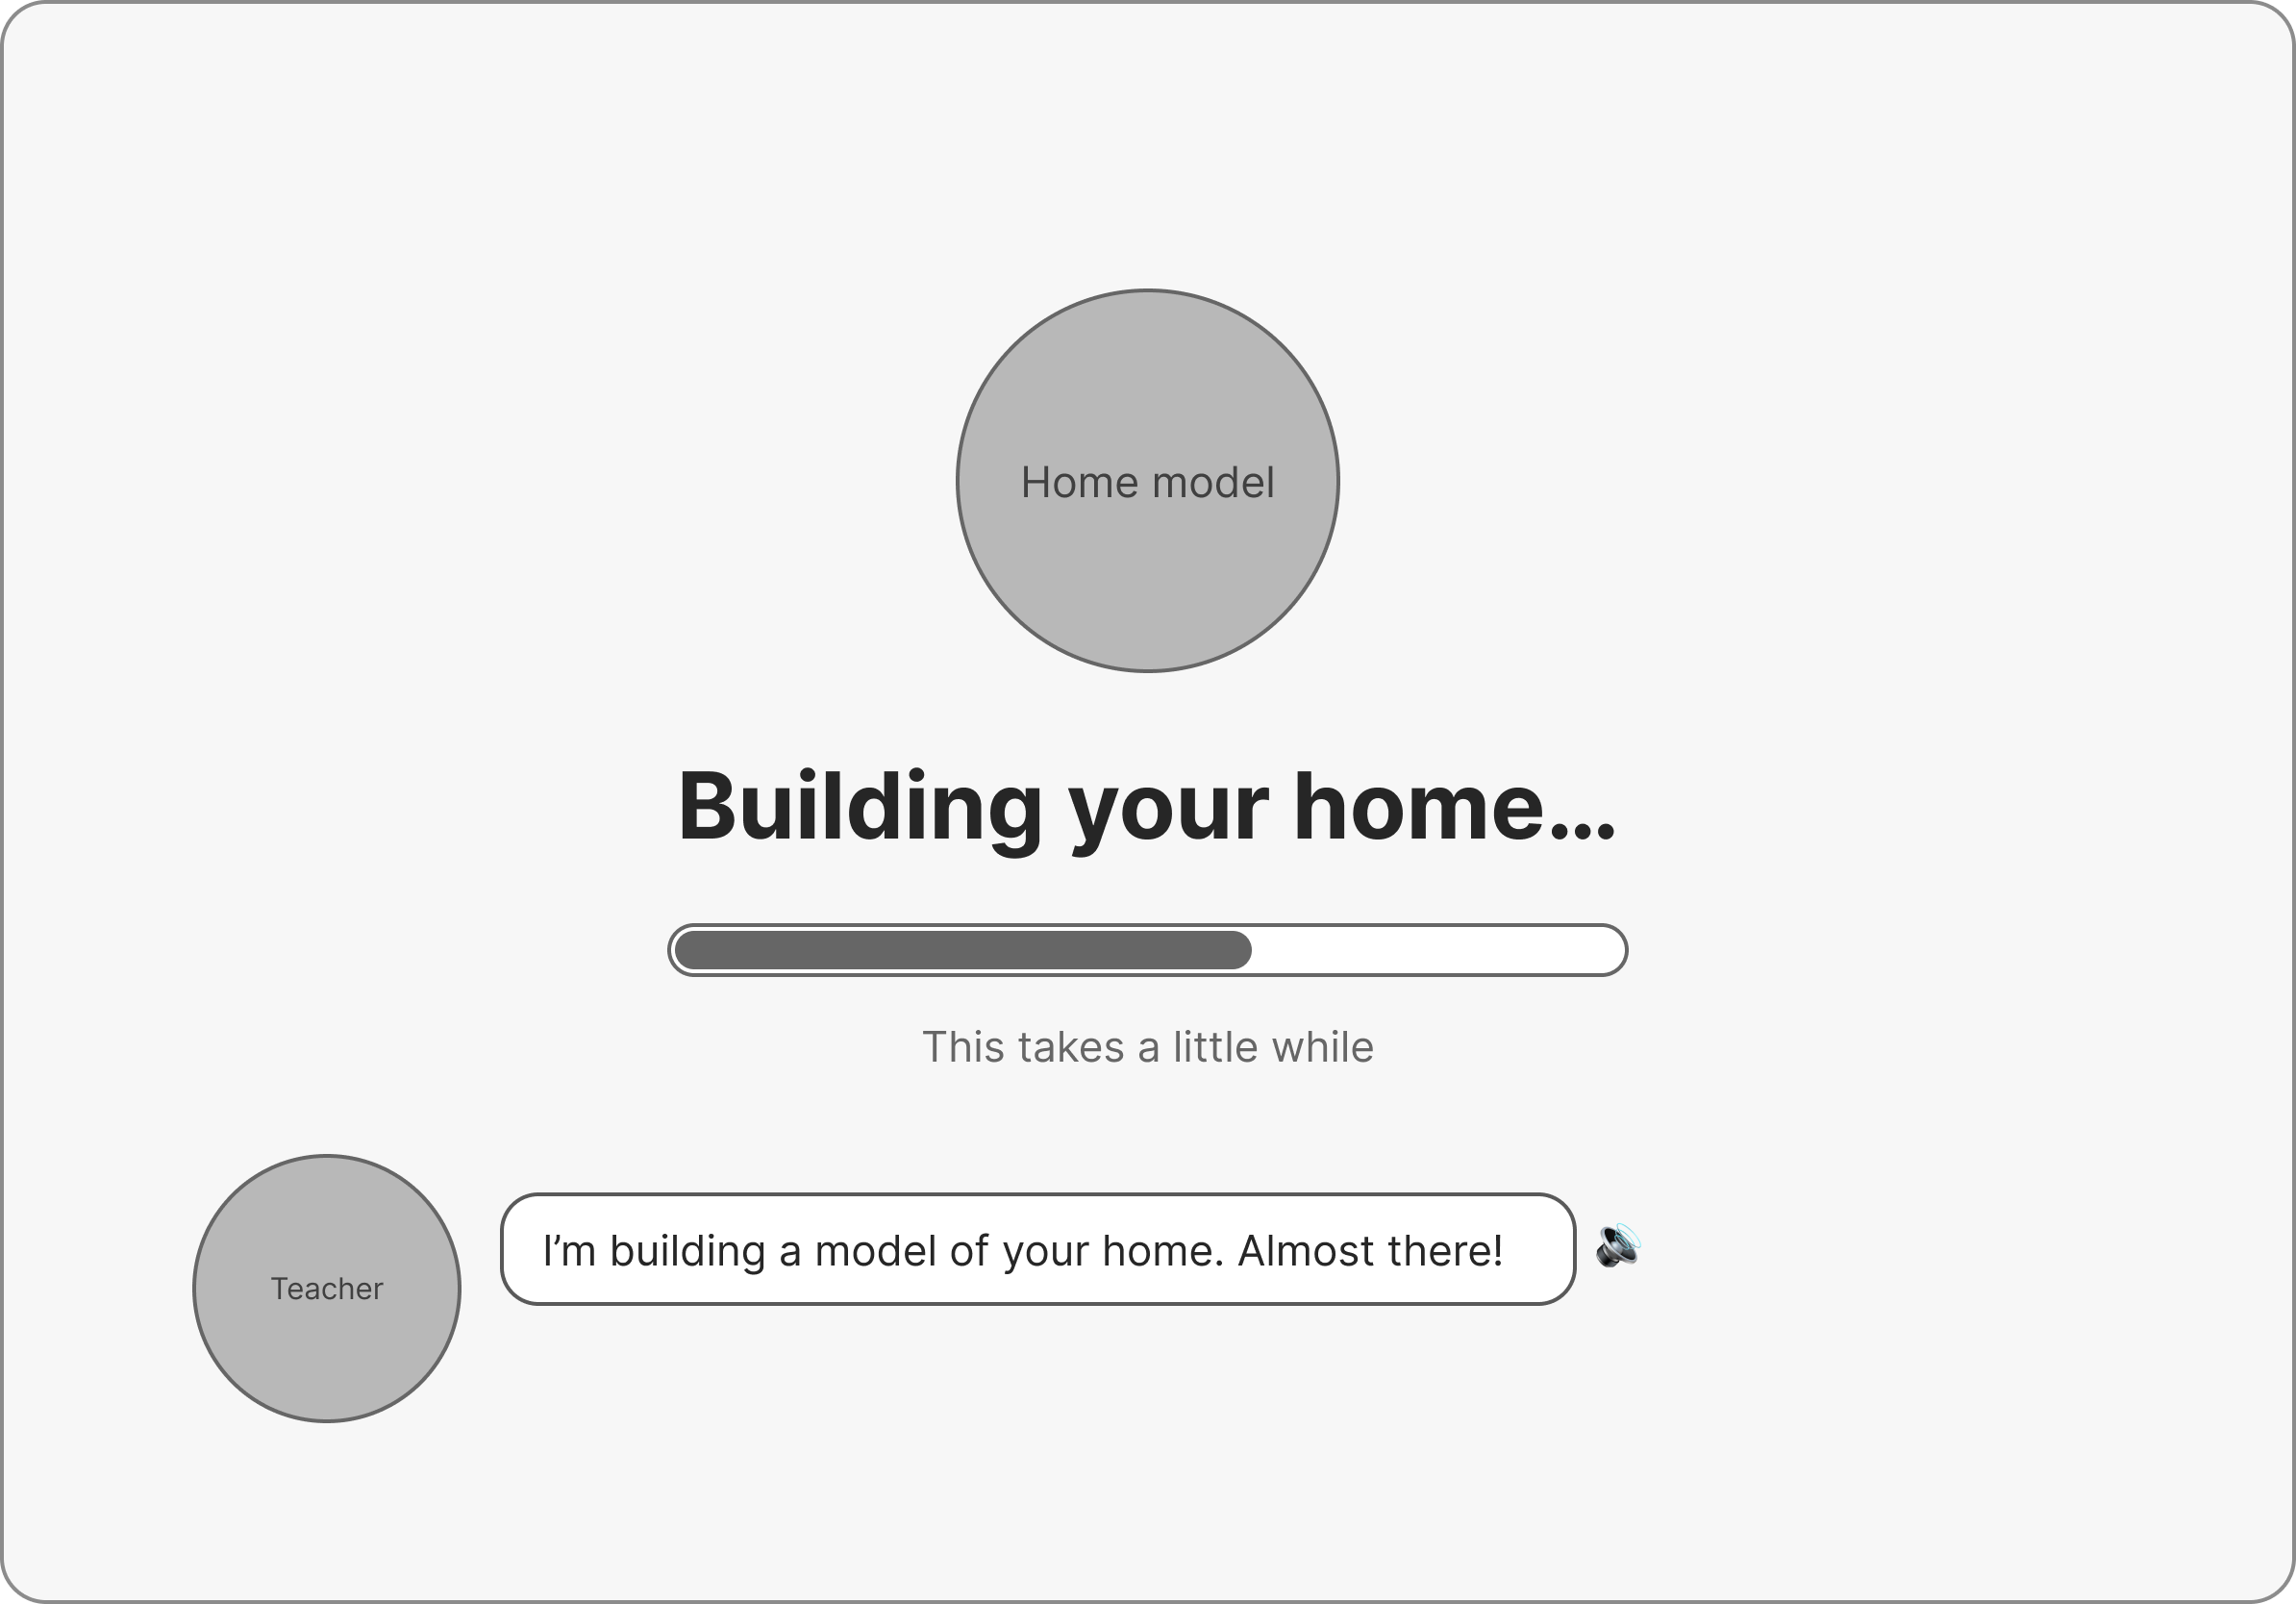 Home model
Building your home...
This takes a little while
I’m building a model of your home. Almost there!
Teacher